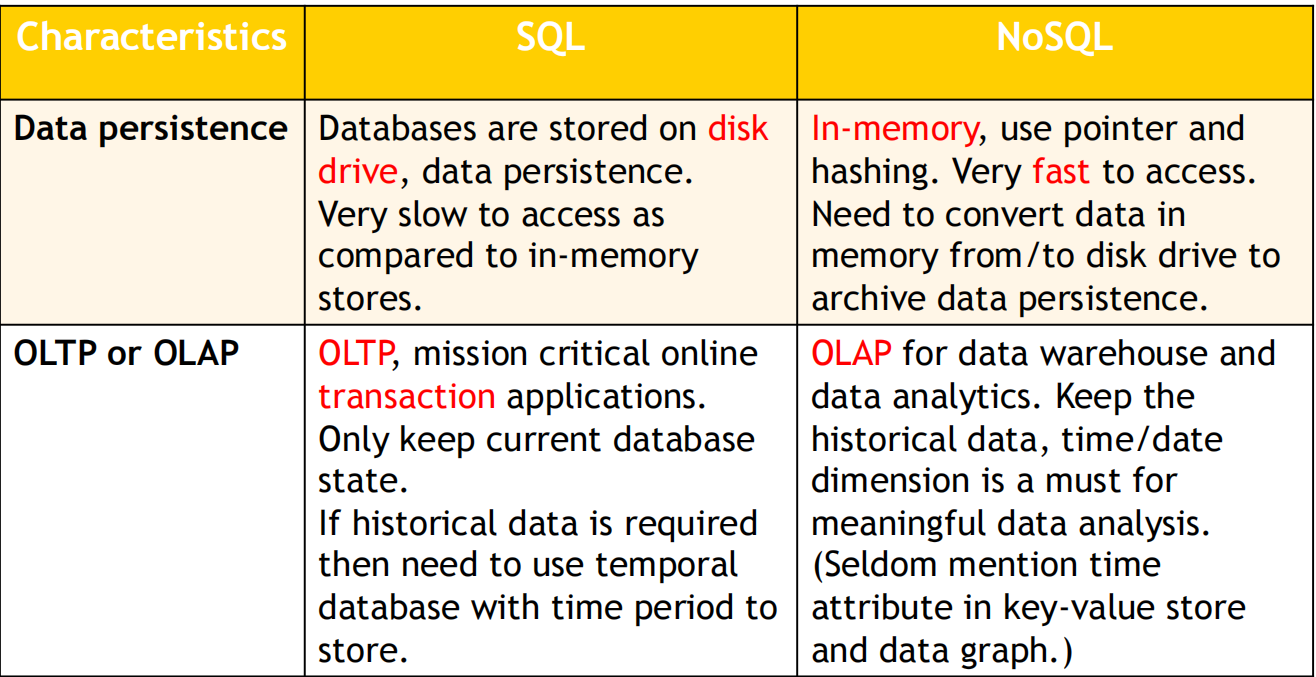 Characteristics
SQL
NoSQL
Data persistence
Databases are stored on disk
drive, data persistence.
Very slow to access as
compared to in-memory
stores.
In-memory, use pointer and
hashing. Very fast to access.
Need to convert data in
memory from/to disk drive to
archive data persistence.
OLTP or OLAP
OLTP, mission critical online
transaction applications.
Only keep current database
state.
If historical data is required
then need to use temporal
database with time period to
store.
OLAP for data warehouse and
data analytics. Keep the
historical data, time/date
dimension is a must for
meaningful data analysis.
(Seldom mention time
attribute in key-value store
and data graph.)